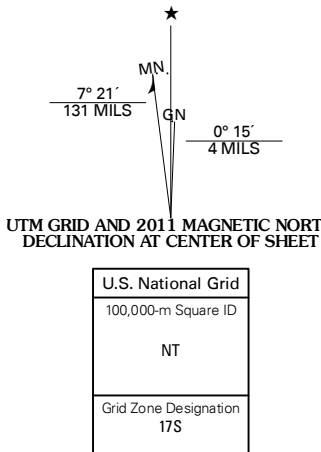 ★
MN.
7° 21´
131 MILS
GN
0° 15´
4 MILS
UTM GRID AND 2011 MAGNETIC NORT
DECLINATION AT CENTER OF SHEET
U.S. National Grid
100,000-m Square ID
NT
Grid Zone Designation
17S